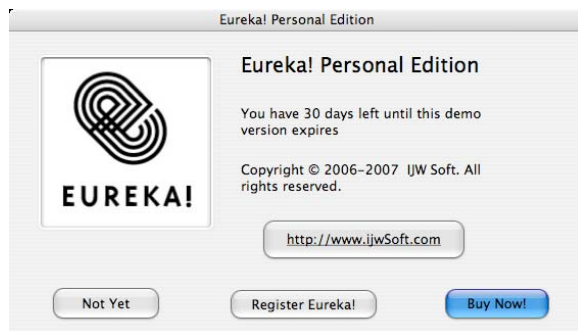 Eureka! Personal Edition
Eureka! Personal Edition
You have 30 days left until this demo
version expires
Copyright © 2006-2007 IJW Soft. All
rights reserved.
EUREKA!
http://www.ijwSoft.com
Not Yet
Register Eureka!
Buy Now!